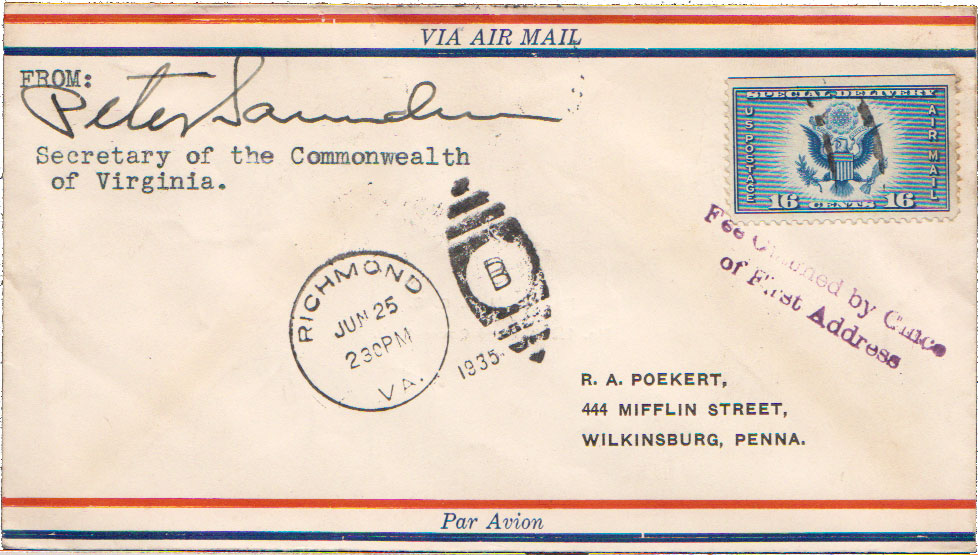 VIA AIR MAIL
FROM:
Peter Saunders
Secretary of the Commonwealth
of Virginia.
SPECIAL DELIVERY
U S POSTAGE
AIR MAIL
16 CENTS 16
Fee Claimed by Office
of First Address
RICHMOND
JUN 25
230PM
VA.
B
1935
R. A. POEKERT,
444 MIFFLIN STREET,
WILKINSBURG, PENNA.
Par Avion